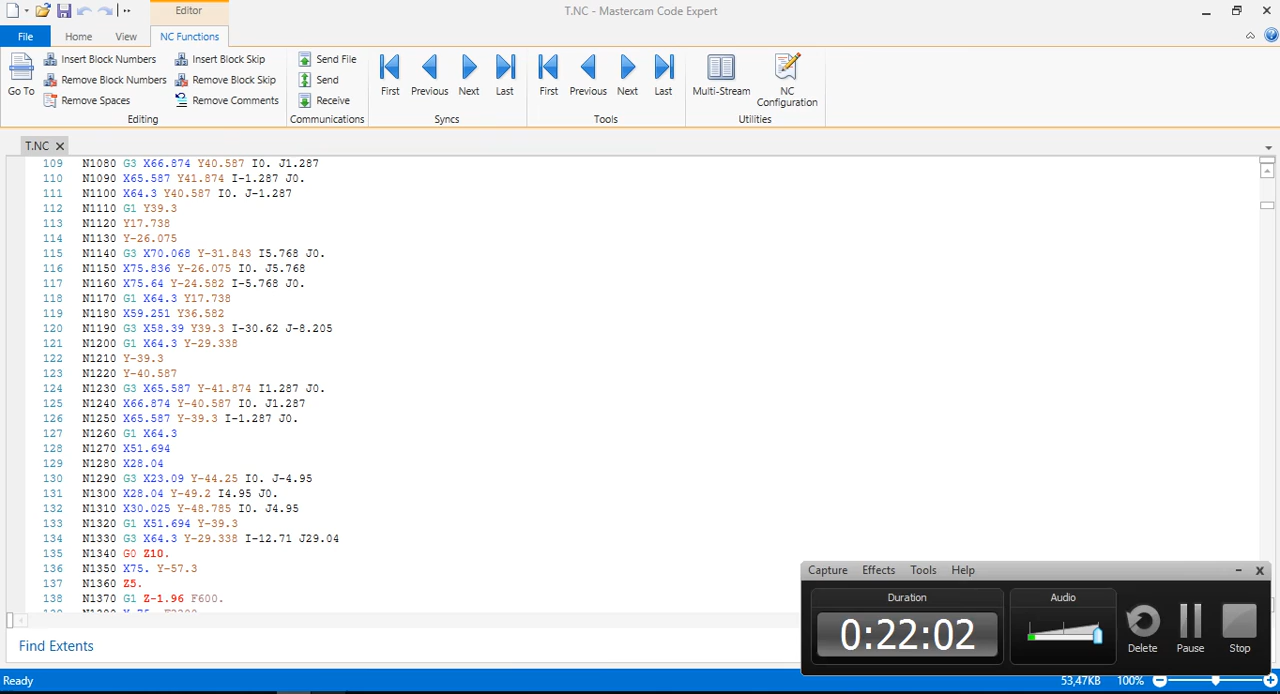 Editor
T.NC - Mastercam Code Expert
File Home View NC Functions
Go To
Insert Block Numbers
Remove Block Numbers
Remove Spaces
Insert Block Skip
Remove Block Skip
Remove Comments
Editing
Send File
Send
Receive
Communications
First Previous Next Last
Syncs
First Previous Next Last
Tools
Multi-Stream
NC Configuration
Utilities
T.NC
109 N1080 G3 X66.874 Y40.587 I0. J1.287
110 N1090 X65.587 Y41.874 I-1.287 J0.
111 N1100 X64.3 Y40.587 I0. J-1.287
112 N1110 G1 Y39.3
113 N1120 Y17.738
114 N1130 Y-26.075
115 N1140 G3 X70.068 Y-31.843 I5.768 J0.
116 N1150 X75.836 Y-26.075 I0. J5.768
117 N1160 X75.64 Y-24.582 I-5.768 J0.
118 N1170 G1 X64.3 Y17.738
119 N1180 X59.251 Y36.582
120 N1190 G3 X58.39 Y39.3 I-30.62 J-8.205
121 N1200 G1 X64.3 Y-29.338
122 N1210 Y-39.3
123 N1220 Y-40.587
124 N1230 G3 X65.587 Y-41.874 I1.287 J0.
125 N1240 X66.874 Y-40.587 I0. J1.287
126 N1250 X65.587 Y-39.3 I-1.287 J0.
127 N1260 G1 X64.3
128 N1270 X51.694
129 N1280 X28.04
130 N1290 G3 X23.09 Y-44.25 I0. J-4.95
131 N1300 X28.04 Y-49.2 I4.95 J0.
132 N1310 X30.025 Y-48.785 I0. J4.95
133 N1320 G1 X51.694 Y-39.3
134 N1330 G3 X64.3 Y-29.338 I-12.71 J29.04
135 N1340 G0 Z10.
136 N1350 X75. Y-57.3
137 N1360 Z5.
138 N1370 G1 Z-1.96 F600.
Find Extents
Capture Effects Tools Help
Duration
0:22:02
Audio
Delete Pause Stop
Ready
53,47KB 100%